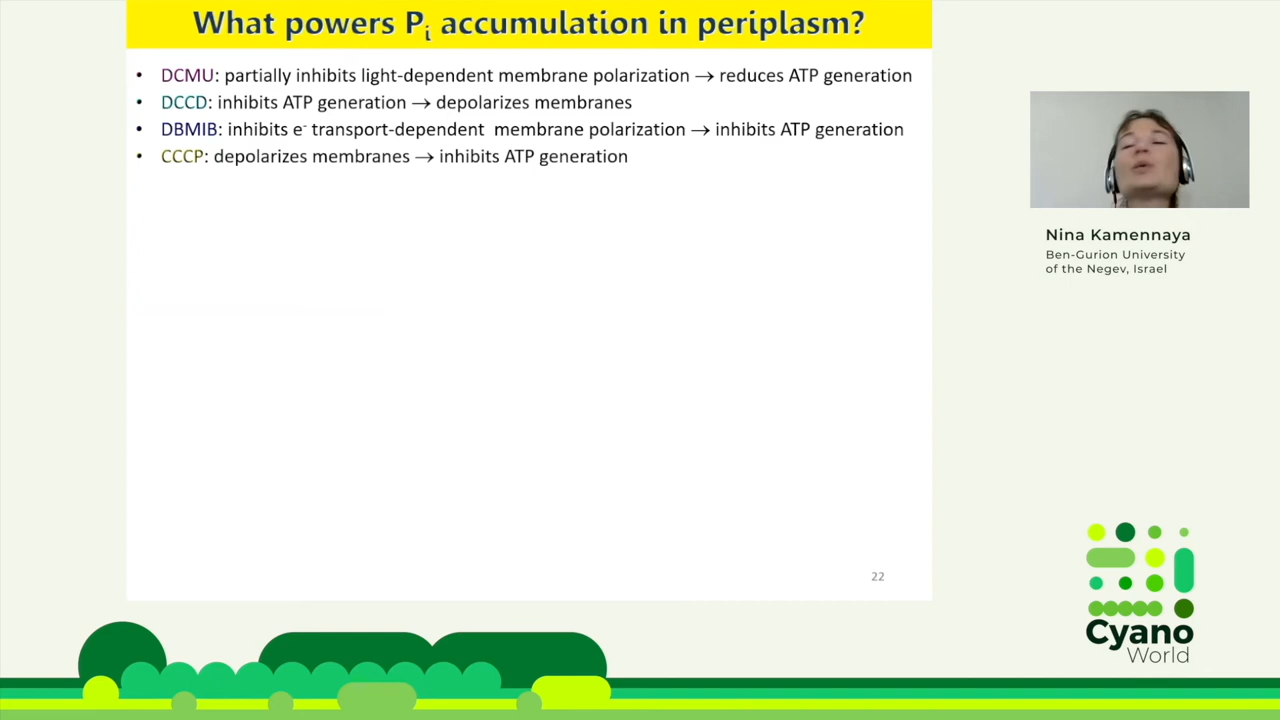 What powers Pi accumulation in periplasm?
• DCMU: partially inhibits light-dependent membrane polarization → reduces ATP generation
• DCCD: inhibits ATP generation → depolarizes membranes
• DBMIB: inhibits e- transport-dependent membrane polarization → inhibits ATP generation
• CCCP: depolarizes membranes → inhibits ATP generation
22
Nina Kamennaya
Ben-Gurion University
of the Negev, Israel
Cyano
World